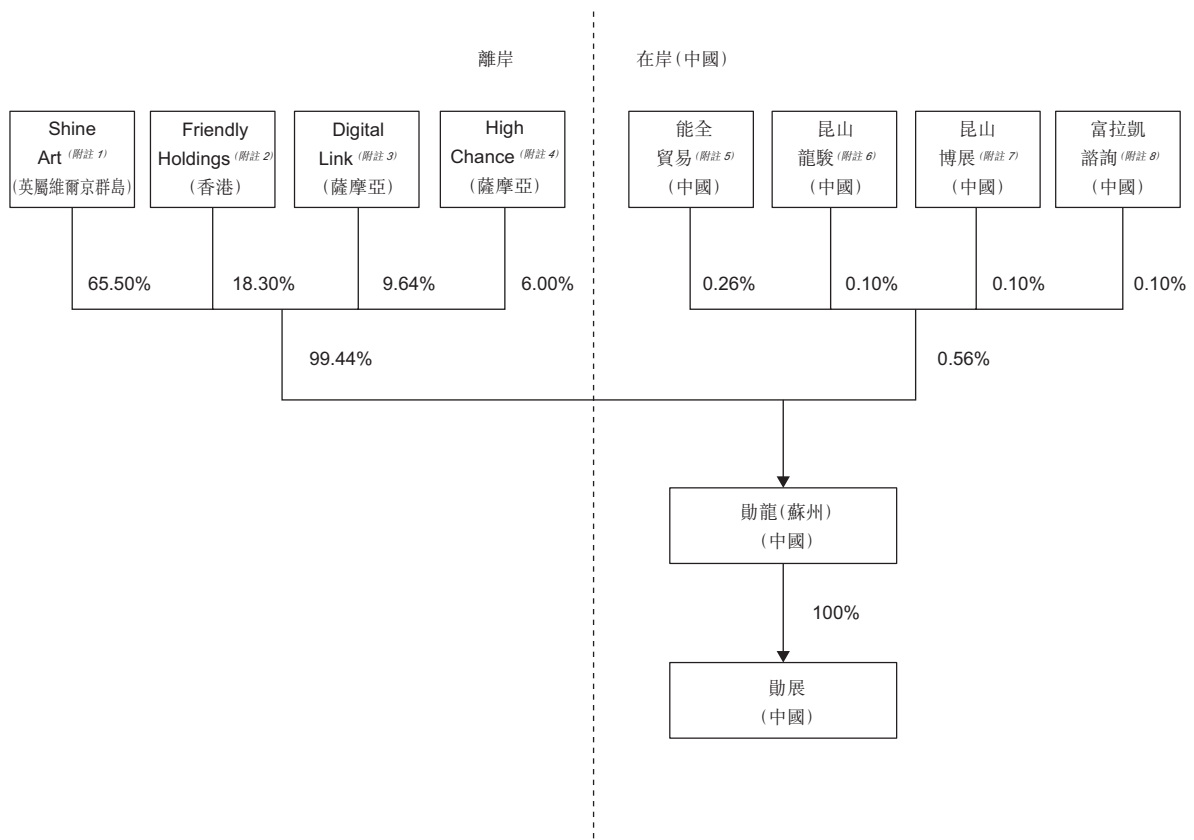 離岸
在岸(中國)
Shine
Art (附註 1)
(英屬維爾京群島)
Friendly
Holdings (附註 2)
(香港)
Digital
Link (附註 3)
(薩摩亞)
High
Chance (附註 4)
(薩摩亞)
能全
貿易 (附註 5)
(中國)
昆山
龍駿 (附註 6)
(中國)
昆山
博展 (附註 7)
(中國)
富拉凱
諮詢 (附註 8)
(中國)
65.50%
18.30%
9.64%
6.00%
0.26%
0.10%
0.10%
0.10%
99.44%
0.56%
勛龍(蘇州)
(中國)
100%
勛展
(中國)